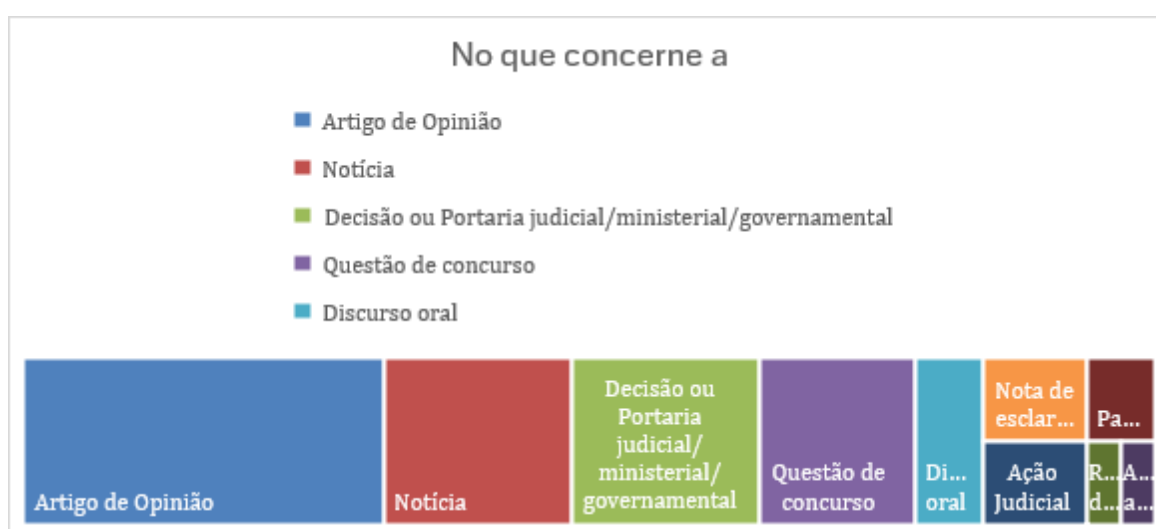 No que concerne a
Artigo de Opinião
Notícia
Decisão ou Portaria judicial/ministerial/governamental
Questão de concurso
Discurso oral
Artigo de Opinião
Notícia
Decisão ou
Portaria
judicial/
ministerial/
governamental
Questão de
concurso
Di...
oral
Nota de
esclar...
Ação
Judicial
Pa...
R...
d...
A...
a...